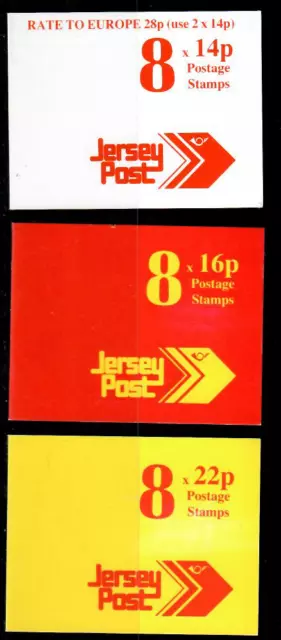 RATE TO EUROPE 28p (use 2 x 14p)
8 x 14p
Postage
Stamps
Jersey
Post
8 x 16p
Postage
Stamps
Jersey
Post
8 x 22p
Postage
Stamps
Jersey
Post